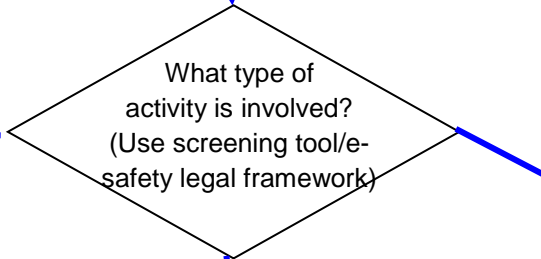 What type of
activity is involved?
(Use screening tool/e-
safety legal framework)